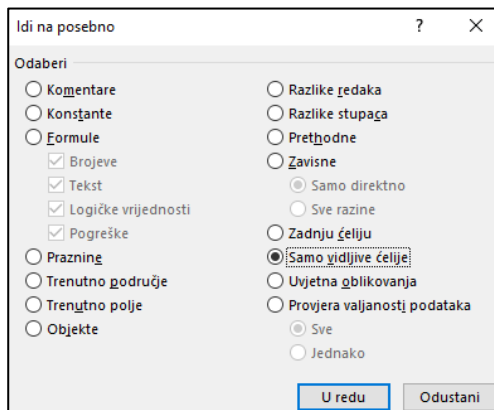 Idi na posebno ? ×
Odaberi
Komentare
Konstante
Formule
Brojeve
Tekst
Logičke vrijednosti
Pogreške
Praznine
Trenutno područje
Trenutno polje
Objekte
Razlike redaka
Razlike stupaca
Prethodne
Zavisne
Samo direktno
Sve razine
Zadnju ćeliju
Samo vidljive ćelije
Uvjetna oblikovanja
Provjera valjanosti podataka
Sve
Jednako
U redu
Odustani